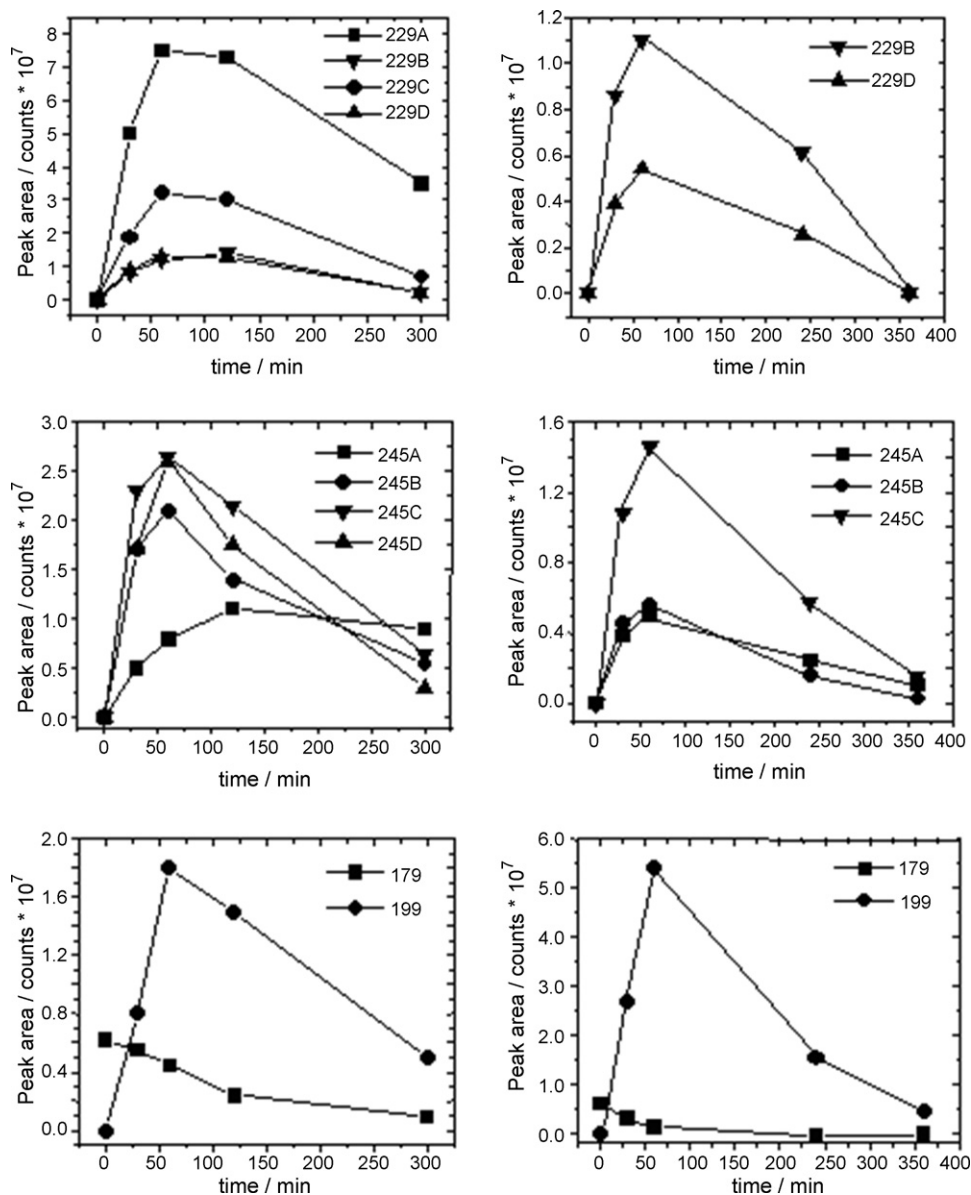 Peak area / counts * 10^7
8
7
6
5
4
3
2
1
0
229A
229B
229C
229D
0 50 100 150 200 250 300
time / min
Peak area / counts * 10^7
1.2
1.0
0.8
0.6
0.4
0.2
0.0
229B
229D
0 50 100 150 200 250 300 350 400
time / min
Peak area / counts * 10^7
3.0
2.5
2.0
1.5
1.0
0.5
0.0
245A
245B
245C
245D
0 50 100 150 200 250 300
time / min
Peak area / counts * 10^7
1.6
1.2
0.8
0.4
0.0
245A
245B
245C
0 50 100 150 200 250 300 350 400
time / min
Peak area / counts * 10^7
2.0
1.6
1.2
0.8
0.4
0.0
179
199
0 50 100 150 200 250 300
time / min
Peak area / counts * 10^7
6.0
5.0
4.0
3.0
2.0
1.0
0.0
179
199
0 50 100 150 200 250 300 350 400
time / min